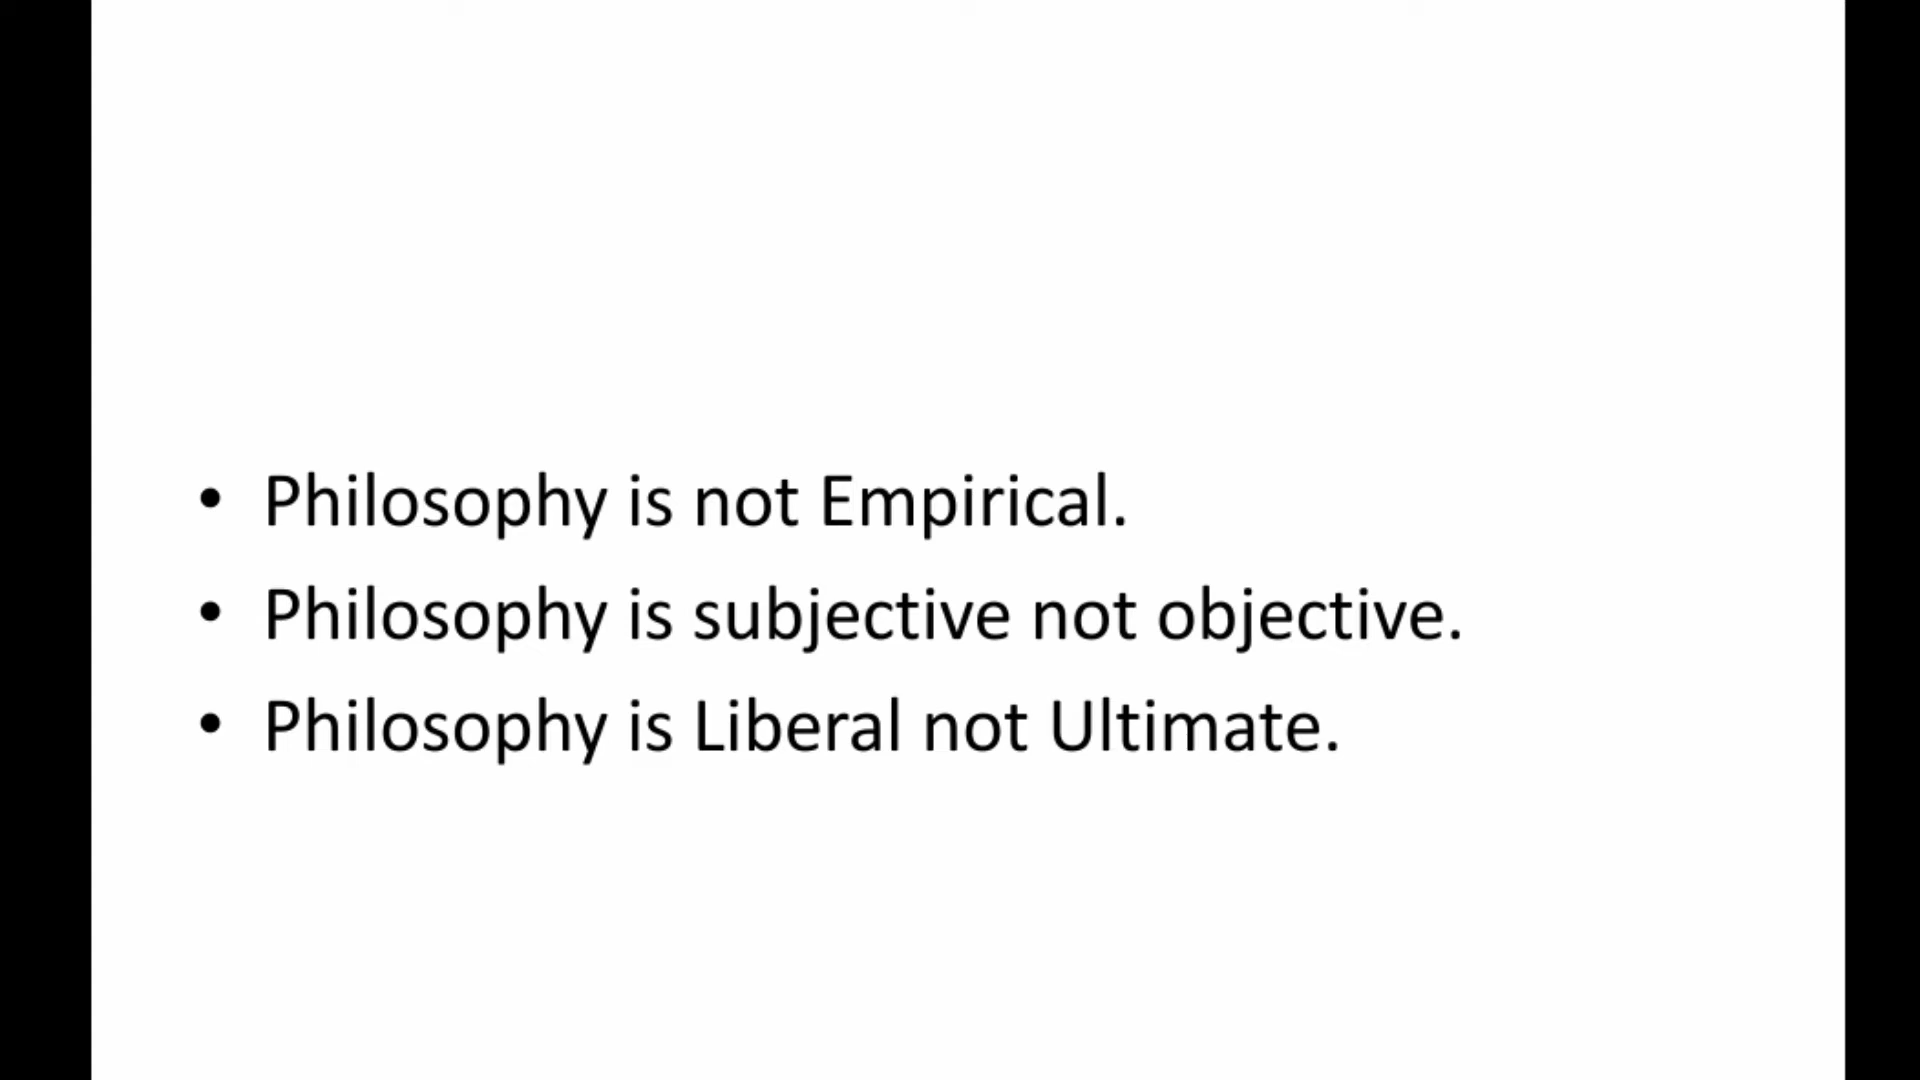 • Philosophy is not Empirical.
• Philosophy is subjective not objective.
• Philosophy is Liberal not Ultimate.